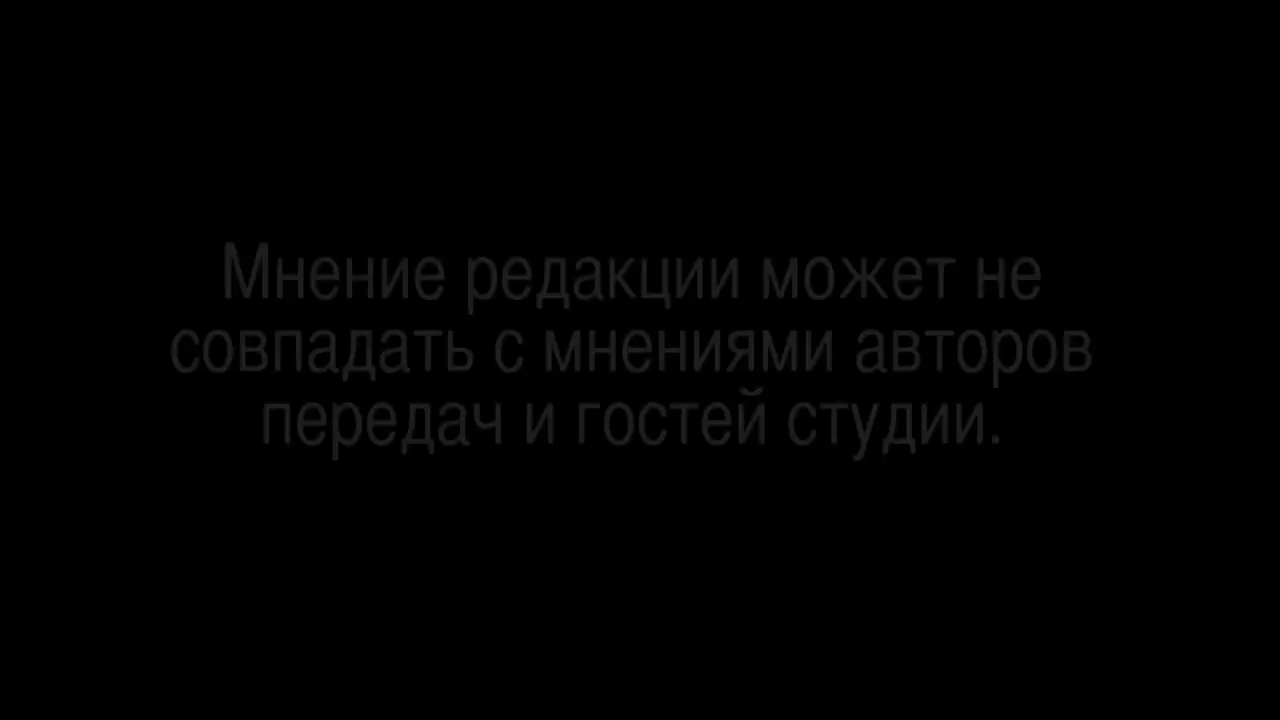 Мнение редакции может не
совпадать с мнениями авторов
передач и гостей студии.